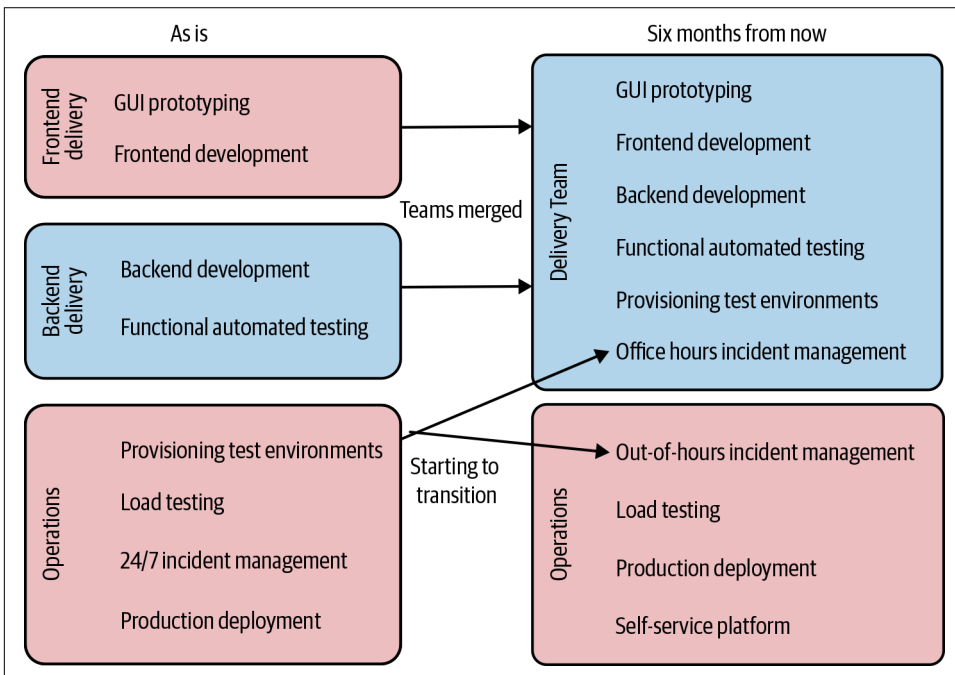 As is
Frontend
delivery
GUI prototyping
Frontend development
Backend
delivery
Backend development
Functional automated testing
Operations
Provisioning test environments
Load testing
24/7 incident management
Production deployment
Teams merged
Starting to
transition
Six months from now
Delivery Team
GUI prototyping
Frontend development
Backend development
Functional automated testing
Provisioning test environments
Office hours incident management
Operations
Out-of-hours incident management
Load testing
Production deployment
Self-service platform